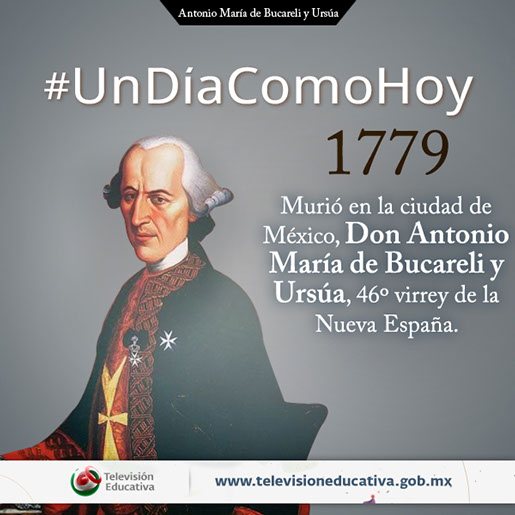 Antonio María de Bucareli y Ursúa
#UnDíaComoHoy
1779
Murió en la ciudad de
México, Don Antonio
María de Bucareli y
Ursúa, 46º virrey de la
Nueva España.
Televisión
Educativa
www.televisioneducativa.gob.mx